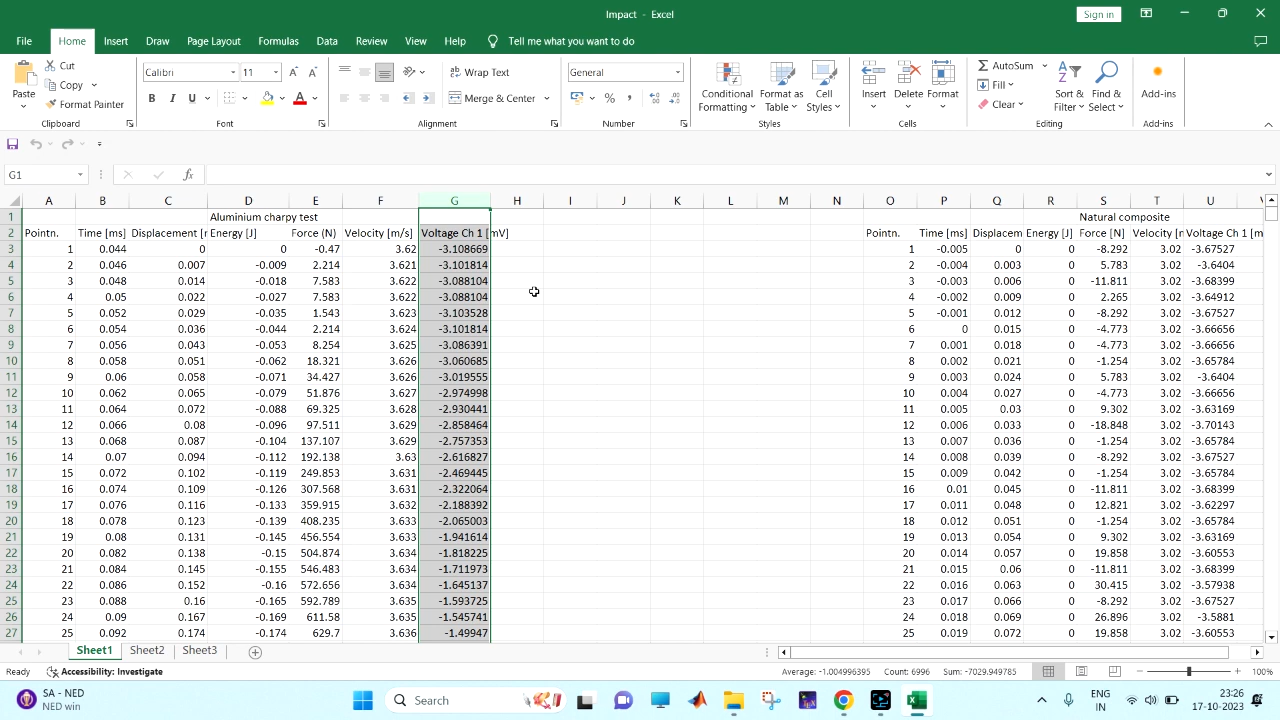 Impact - Excel
Sign in
File Home Insert Draw Page Layout Formulas Data Review View Help Tell me what you want to do
Paste Cut Copy Format Painter Clipboard
Calibri 11 B I U A Font
Wrap Text Merge & Center Alignment
General % , Number
Conditional Formatting Format as Table Cell Styles Styles
Insert Delete Format Cells
AutoSum Fill Clear Sort & Filter Find & Select Editing
Add-ins Add-ins
G1 fx
A B C D E F G H I J K L M N O P Q R S T U
1 Aluminium charpy test Natural composite
2 Pointn. Time [ms] Displacement [ Energy [J] Force (N) Velocity [m/s] Voltage Ch 1 [mV] Pointn. Time [ms] Displacem Energy [J] Force [N] Velocity [ Voltage Ch 1 [m
3 1 0.044 0 0 -0.47 3.62 -3.108669 1 -0.005 0 0 -8.292 3.02 -3.67527
4 2 0.046 0.007 -0.009 2.214 3.621 -3.101814 2 -0.004 0.003 0 5.783 3.02 -3.6404
5 3 0.048 0.014 -0.018 7.583 3.622 -3.088104 3 -0.003 0.006 0 -11.811 3.02 -3.68399
6 4 0.05 0.022 -0.027 7.583 3.622 -3.088104 4 -0.002 0.009 0 2.265 3.02 -3.64912
7 5 0.052 0.029 -0.035 1.543 3.623 -3.103528 5 -0.001 0.012 0 -8.292 3.02 -3.67527
8 6 0.054 0.036 -0.044 2.214 3.624 -3.101814 6 0 0.015 0 -4.773 3.02 -3.66656
9 7 0.056 0.043 -0.053 8.254 3.625 -3.086391 7 0.001 0.018 0 -4.773 3.02 -3.66656
10 8 0.058 0.051 -0.062 18.321 3.626 -3.060685 8 0.002 0.021 0 -1.254 3.02 -3.65784
11 9 0.06 0.058 -0.071 34.427 3.626 -3.019555 9 0.003 0.024 0 5.783 3.02 -3.6404
12 10 0.062 0.065 -0.079 51.876 3.627 -2.974998 10 0.004 0.027 0 -4.773 3.02 -3.66656
13 11 0.064 0.072 -0.088 69.325 3.628 -2.930441 11 0.005 0.03 0 9.302 3.02 -3.63169
14 12 0.066 0.08 -0.096 97.511 3.629 -2.858464 12 0.006 0.033 0 -18.848 3.02 -3.70143
15 13 0.068 0.087 -0.104 137.107 3.629 -2.757353 13 0.007 0.036 0 -1.254 3.02 -3.65784
16 14 0.07 0.094 -0.112 192.138 3.63 -2.616827 14 0.008 0.039 0 -8.292 3.02 -3.67527
17 15 0.072 0.102 -0.119 249.853 3.631 -2.469445 15 0.009 0.042 0 -1.254 3.02 -3.65784
18 16 0.074 0.109 -0.126 307.568 3.631 -2.322064 16 0.01 0.045 0 -11.811 3.02 -3.68399
19 17 0.076 0.116 -0.133 359.915 3.632 -2.188392 17 0.011 0.048 0 12.821 3.02 -3.62297
20 18 0.078 0.123 -0.139 408.235 3.633 -2.065003 18 0.012 0.051 0 -1.254 3.02 -3.65784
21 19 0.08 0.131 -0.145 456.554 3.633 -1.941614 19 0.013 0.054 0 9.302 3.02 -3.63169
22 20 0.082 0.138 -0.15 504.874 3.634 -1.818225 20 0.014 0.057 0 19.858 3.02 -3.60553
23 21 0.084 0.145 -0.155 546.483 3.634 -1.711973 21 0.015 0.06 0 -11.811 3.02 -3.68399
24 22 0.086 0.152 -0.16 572.656 3.634 -1.645137 22 0.016 0.063 0 30.415 3.02 -3.57938
25 23 0.088 0.16 -0.165 592.789 3.635 -1.593725 23 0.017 0.066 0 -8.292 3.02 -3.67527
26 24 0.09 0.167 -0.169 611.58 3.635 -1.545741 24 0.018 0.069 0 26.896 3.02 -3.5881
27 25 0.092 0.174 -0.174 629.7 3.636 -1.49947 25 0.019 0.072 0 19.858 3.02 -3.60553
Sheet1 Sheet2 Sheet3
Ready Accessibility: Investigate Average: -1.004996395 Count: 6996 Sum: -7029.949785 100%
SA - NED
NED win
Search
ENG
IN
23:26
17-10-2023